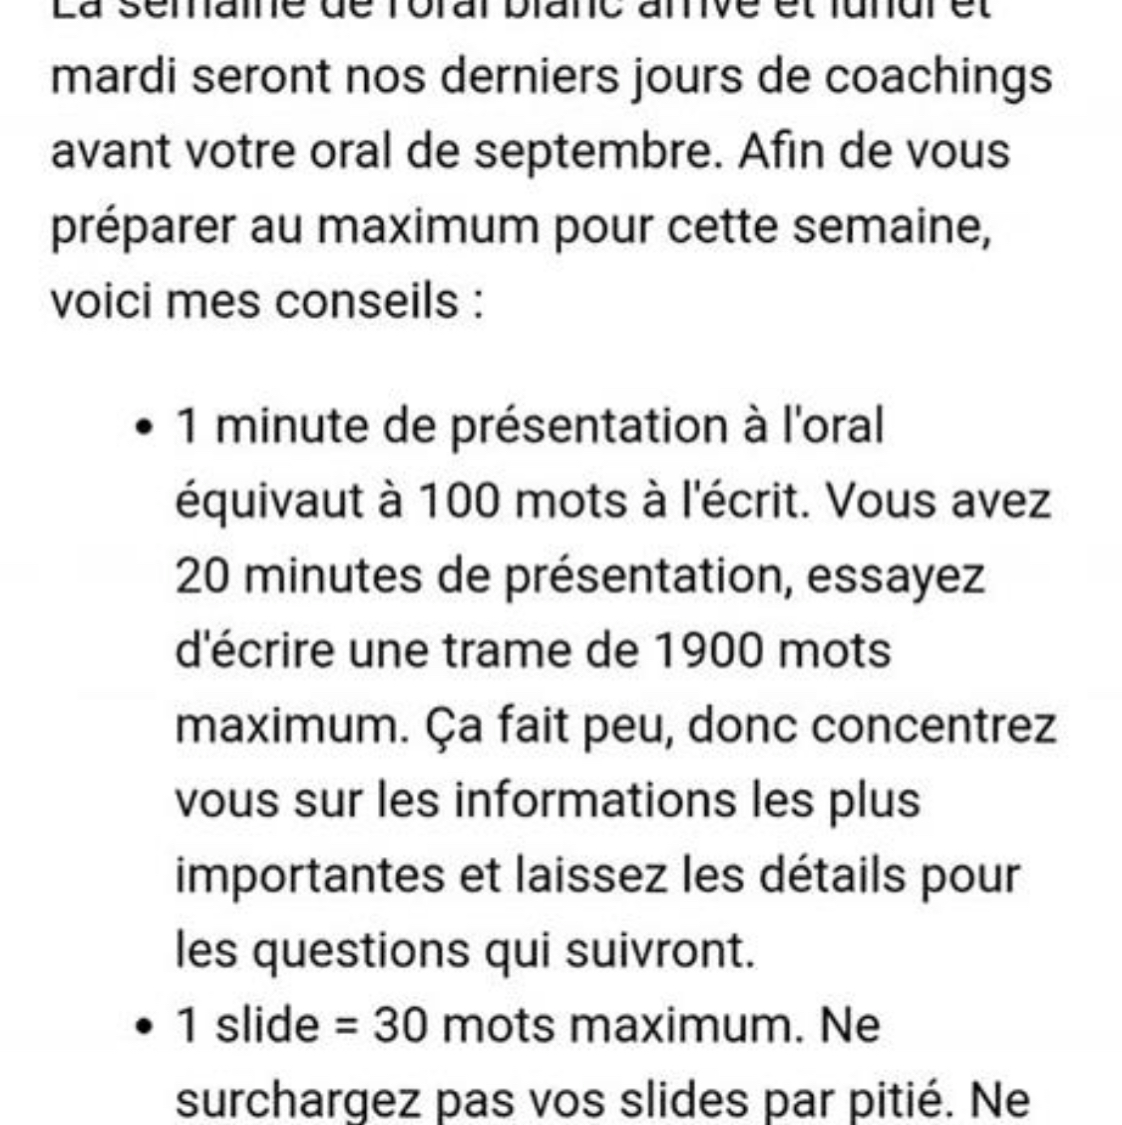 La semaine de l'oral blanc arrive et lundi et
mardi seront nos derniers jours de coachings
avant votre oral de septembre. Afin de vous
préparer au maximum pour cette semaine,
voici mes conseils :
• 1 minute de présentation à l'oral
équivaut à 100 mots à l'écrit. Vous avez
20 minutes de présentation, essayez
d'écrire une trame de 1900 mots
maximum. Ça fait peu, donc concentrez
vous sur les informations les plus
importantes et laissez les détails pour
les questions qui suivront.
• 1 slide = 30 mots maximum. Ne
surchargez pas vos slides par pitié. Ne